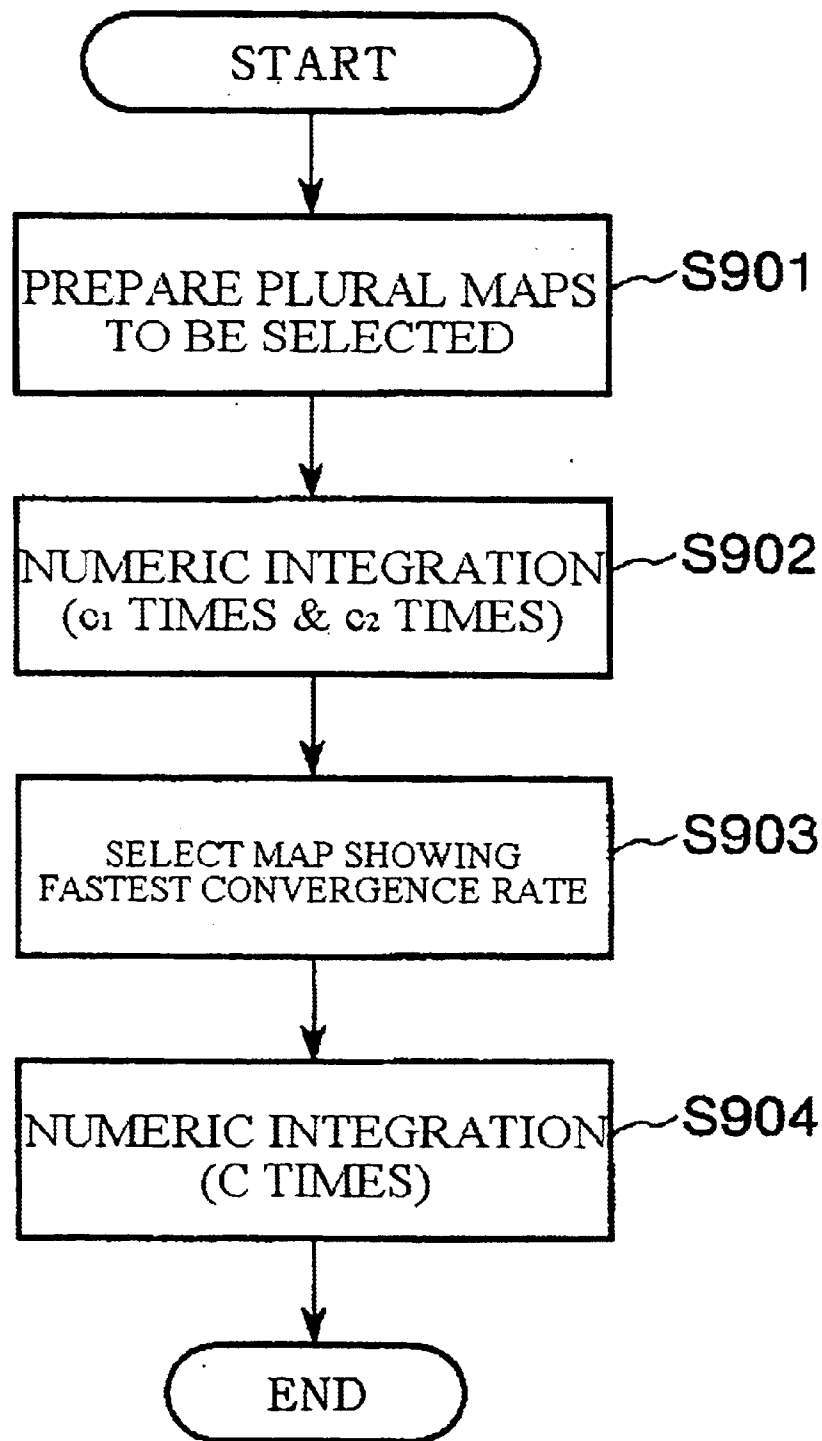 START
PREPARE PLURAL MAPS
TO BE SELECTED
S901
NUMERIC INTEGRATION
(c1 TIMES & c2 TIMES)
S902
SELECT MAP SHOWING
FASTEST CONVERGENCE RATE
S903
NUMERIC INTEGRATION
(C TIMES)
S904
END